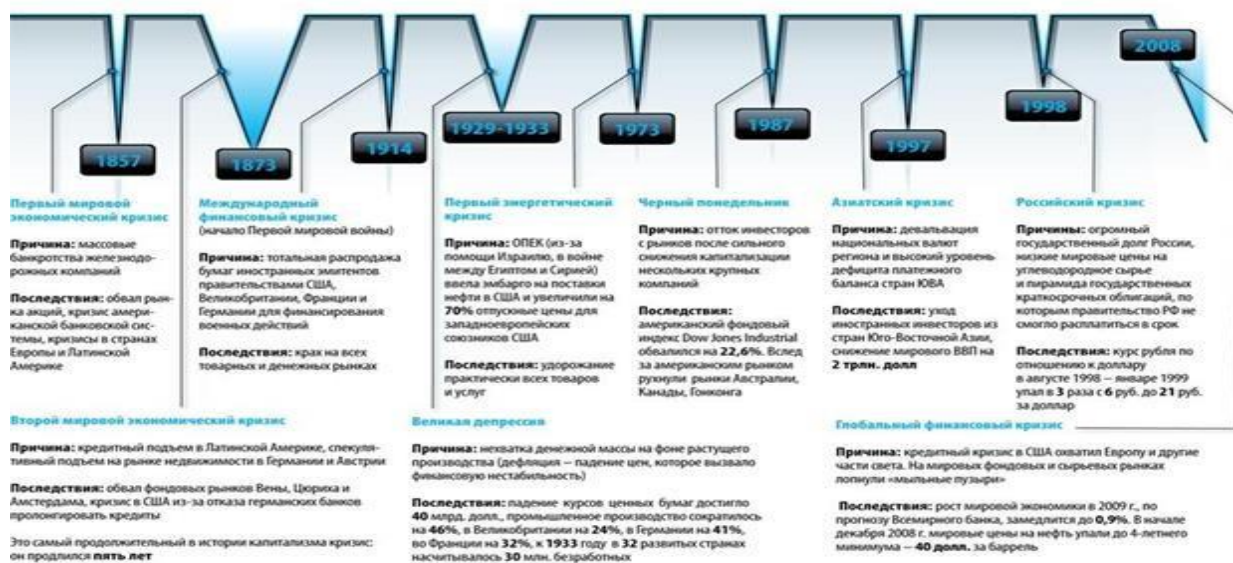 1857
1873
1914
1929-1933
1973
1987
1997
1998
2008
Первый мировой
экономический кризис
Причина: массовые
банкротства железнодо-
рожных компаний
Последствия: обвал рын-
ка акций, кризис амери-
канской банковской сис-
темы, кризисы в странах
Европы и Латинской
Америке
Международный
финансовый кризис
(начало Первой мировой войны)
Причина: тотальная распродажа
бумаг иностранных эмитентов
правительствами США,
Великобритании, Франции и
Германии для финансирования
военных действий
Последствия: крах на всех
товарных и денежных рынках
Первый энергетический
кризис
Причина: ОПЕК (из-за
помощи Израилю, в войне
между Египтом и Сирией)
ввела эмбарго на поставки
нефти в США и увеличили на
70% отпускные цены для
западноевропейских
союзников США
Последствия: удорожание
практически всех товаров
и услуг
Черный понедельник
Причина: отток инвесторов
с рынков после сильного
снижения капитализации
нескольких крупных
компаний
Последствия:
американский фондовый
индекс Dow Jones Industrial
обвалился на 22,6%. Вслед
за американским рынком
рухнули рынки Австралии,
Канады, Гонконга
Азиатский кризис
Причина: девальвация
национальных валют
региона и высокий уровень
дефицита платежного
баланса стран ЮВА
Последствия: уход
иностранных инвесторов из
стран Юго-Восточной Азии,
снижение мирового ВВП на
2 трлн. долл
Российский кризис
Причины: огромный
государственный долг России,
низкие мировые цены на
углеводородное сырье
и пирамида государственных
краткосрочных облигаций, по
которым правительство РФ не
смогло расплатиться в срок
Последствия: курс рубля по
отношению к доллару
в августе 1998 – январе 1999
упал в 3 раза с 6 руб. до 21 руб.
за доллар
Второй мировой экономический кризис
Причина: кредитный подъем в Латинской Америке, спекуля-
тивный подъем на рынке недвижимости в Германии и Австрии
Последствия: обвал фондовых рынков Вены, Цюриха и
Амстердама, кризис в США из-за отказа германских банков
пролонгировать кредиты
Это самый продолжительный в истории капитализма кризис:
он продлился пять лет
Великая депрессия
Причина: нехватка денежной массы на фоне растущего
производства (дефляция – падение цен, которое вызвало
финансовую нестабильность)
Последствия: падение курсов ценных бумаг достигло
40 млрд. долл., промышленное производство сократилось
на 46%, в Великобритании на 24%, в Германии на 41%,
во Франции на 32%, к 1933 году в 32 развитых странах
насчитывалось 30 млн. безработных
Глобальный финансовый кризис
Причина: кредитный кризис в США охватил Европу и другие
части света. На мировых фондовых и сырьевых рынках
лопнули «мыльные пузыри»
Последствия: рост мировой экономики в 2009 г., по
прогнозу Всемирного банка, замедлится до 0,9%. В начале
декабря 2008 г. мировые цены на нефть упали до 4-летнего
минимума – 40 долл. за баррель